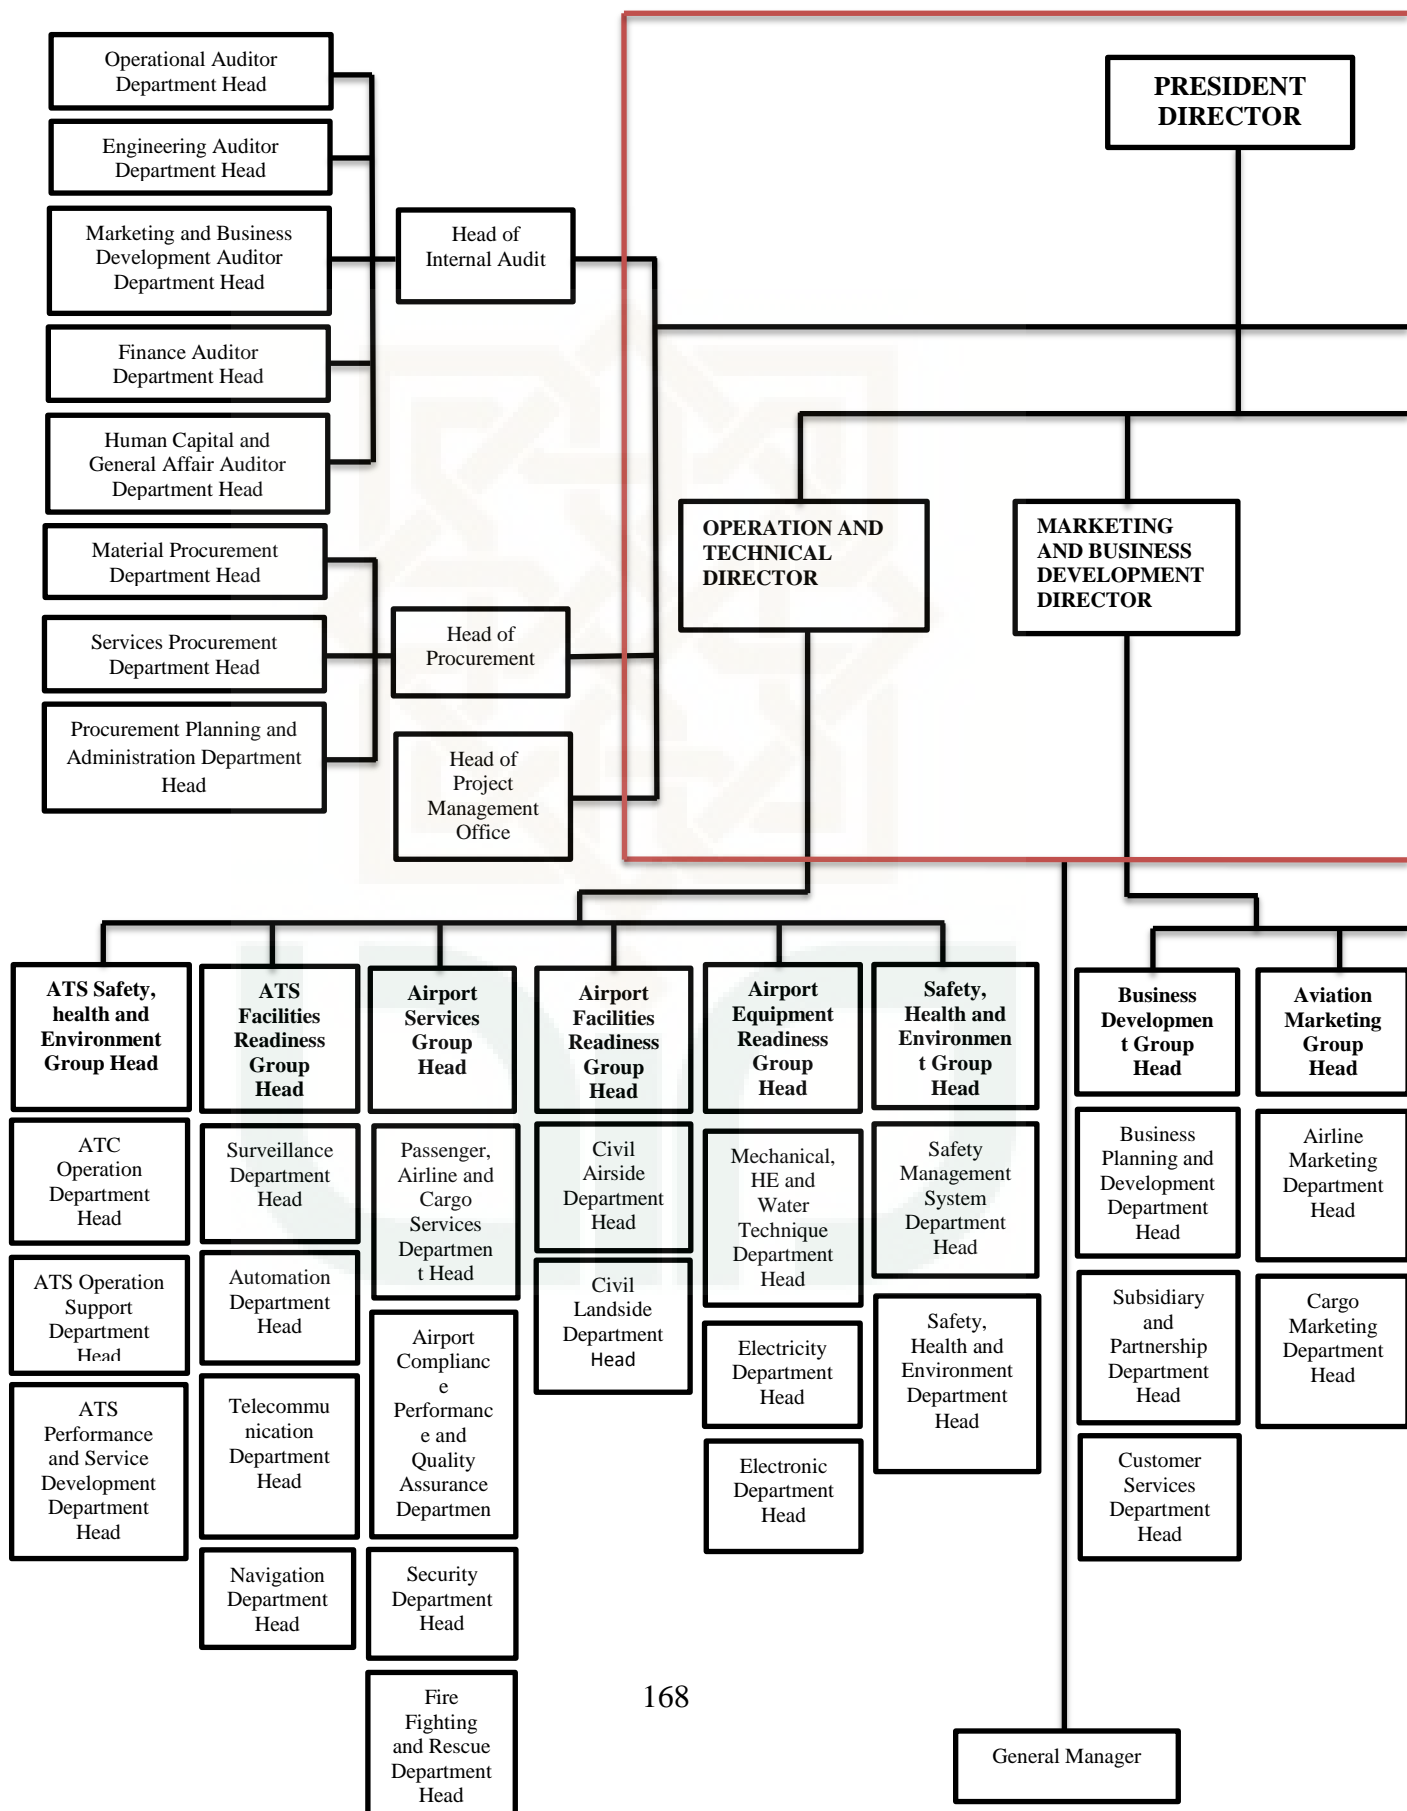 Operational Auditor
Department Head
Engineering Auditor
Department Head
Marketing and Business
Development Auditor
Department Head
Finance Auditor
Department Head
Human Capital and
General Affair Auditor
Department Head
Material Procurement
Department Head
Services Procurement
Department Head
Procurement Planning and
Administration Department
Head
Head of
Internal Audit
Head of
Procurement
Head of
Project
Management
Office
PRESIDENT
DIRECTOR
OPERATION AND
TECHNICAL
DIRECTOR
MARKETING
AND BUSINESS
DEVELOPMENT
DIRECTOR
ATS Safety,
health and
Environment
Group Head
ATC
Operation
Department
Head
ATS Operation
Support
Department
Head
ATS
Performance
and Service
Development
Department
Head
ATS
Facilities
Readiness
Group
Head
Surveillance
Department
Head
Automation
Department
Head
Telecommu
nication
Department
Head
Navigation
Department
Head
Airport
Services
Group
Head
Passenger,
Airline and
Cargo
Services
Departmen
t Head
Airport
Complianc
e
Performanc
e and
Quality
Assurance
Departmen
Security
Department
Head
Fire
Fighting
and Rescue
Department
Head
Airport
Facilities
Readiness
Group
Head
Civil
Airside
Department
Head
Civil
Landside
Department
Head
Airport
Equipment
Readiness
Group
Head
Mechanical,
HE and
Water
Technique
Department
Head
Electricity
Department
Head
Electronic
Department
Head
Safety,
Health and
Environmen
t Group
Head
Safety
Management
System
Department
Head
Safety,
Health and
Environment
Department
Head
Business
Developmen
t Group
Head
Business
Planning and
Development
Department
Head
Subsidiary
and
Partnership
Department
Head
Customer
Services
Department
Head
Aviation
Marketing
Group
Head
Airline
Marketing
Department
Head
Cargo
Marketing
Department
Head
General Manager
168